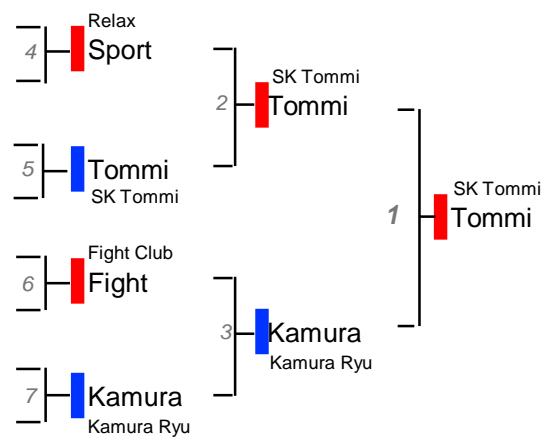 Relax
4
Sport
SK Tommi
2
Tommi
5
Tommi
SK Tommi
SK Tommi
1
Tommi
Fight Club
6
Fight
3
Kamura
Kamura Ryu
7
Kamura
Kamura Ryu